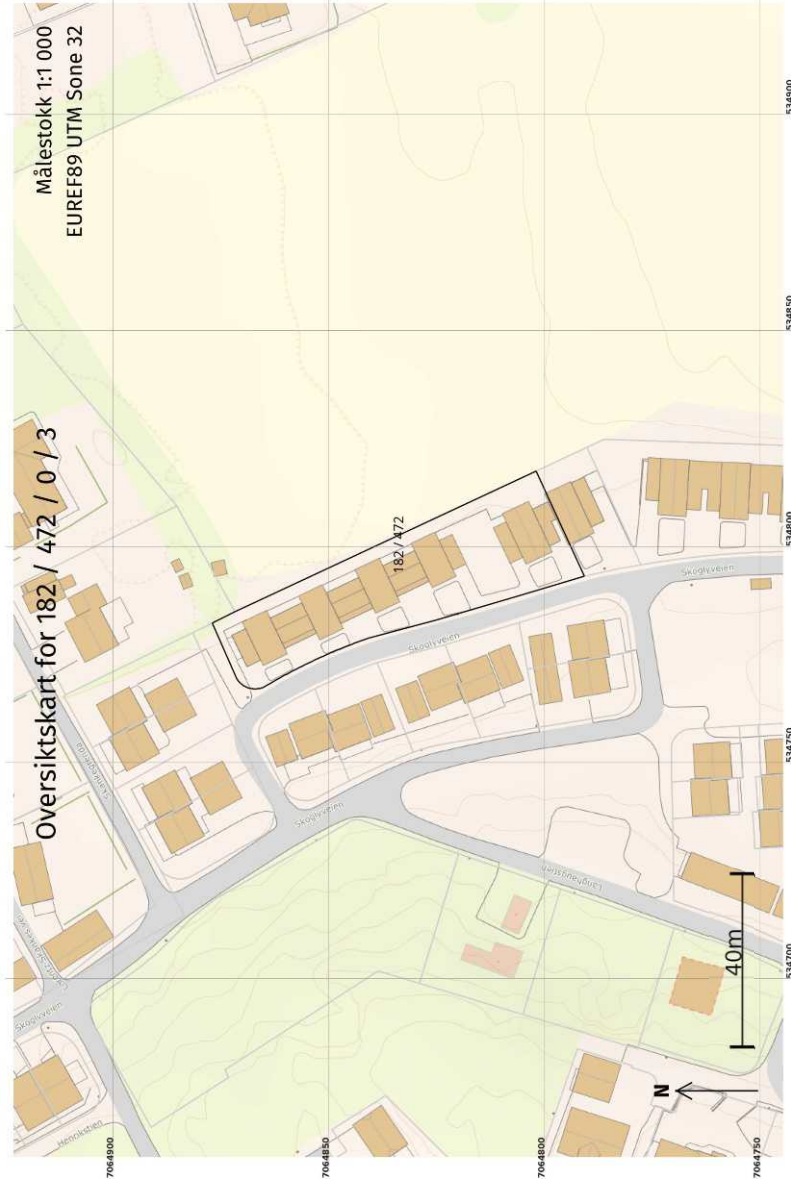 Oversiktskart for 182 / 472 / 0 / 3
Målestokk 1:1 000
EUREF89 UTM Sone 32
534900
534850
534800
534750
534700
7064900
7064850
7064800
7064750
182 / 472
Skoglyveien
Skoglyveien
Skoglyveien
Skoglyveien
Langhaugstien
Henokstien
40m
N